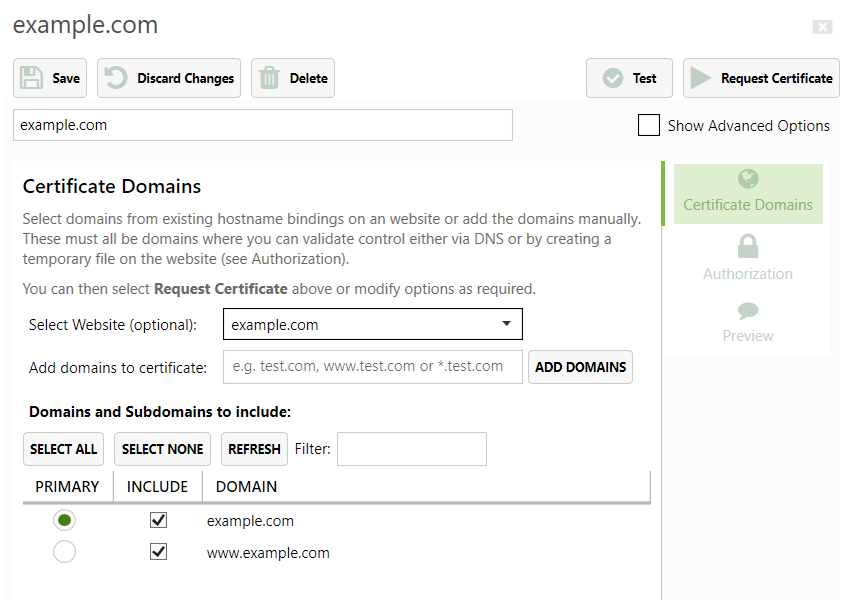 example.com
Save
Discard Changes
Delete
Test
Request Certificate
example.com
Show Advanced Options
Certificate Domains
Select domains from existing hostname bindings on an website or add the domains manually.
These must all be domains where you can validate control either via DNS or by creating a
temporary file on the website (see Authorization).
You can then select Request Certificate above or modify options as required.
Select Website (optional):
example.com
Add domains to certificate:
e.g. test.com, www.test.com or *.test.com
ADD DOMAINS
Domains and Subdomains to include:
SELECT ALL
SELECT NONE
REFRESH
Filter:
PRIMARY
INCLUDE
DOMAIN
example.com
www.example.com
Certificate Domains
Authorization
Preview